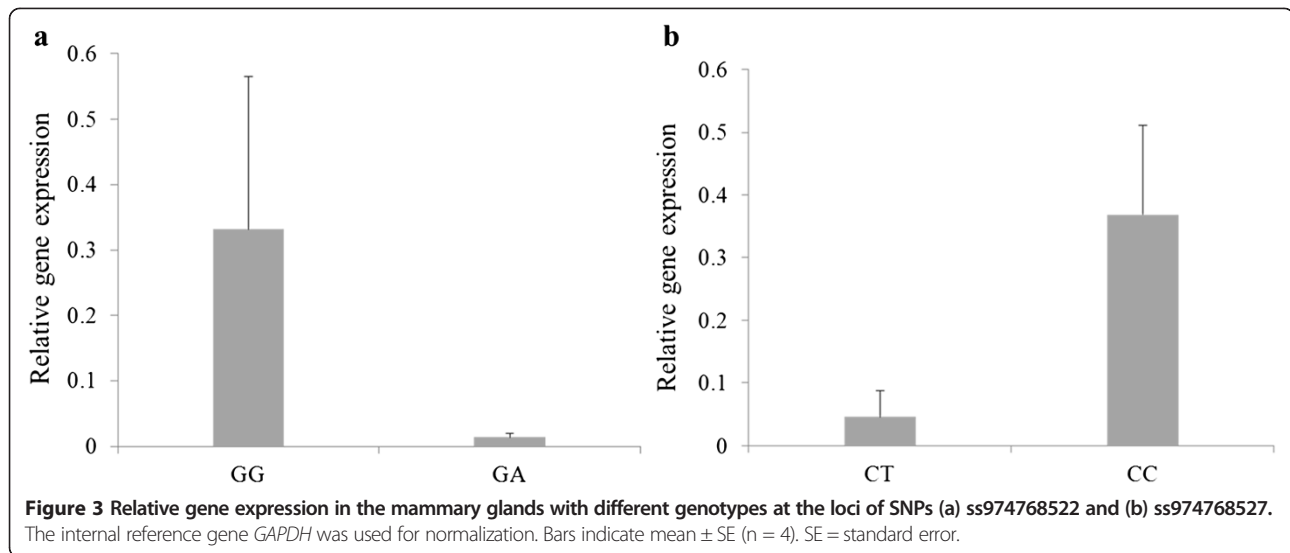 a
0.6
0.5
0.4
0.3
0.2
0.1
0
Relative gene expression
GG GA
b
0.6
0.5
0.4
0.3
0.2
0.1
0
Relative gene expression
CT CC
Figure 3 Relative gene expression in the mammary glands with different genotypes at the loci of SNPs (a) ss974768522 and (b) ss974768527.
The internal reference gene GAPDH was used for normalization. Bars indicate mean ± SE (n = 4). SE = standard error.